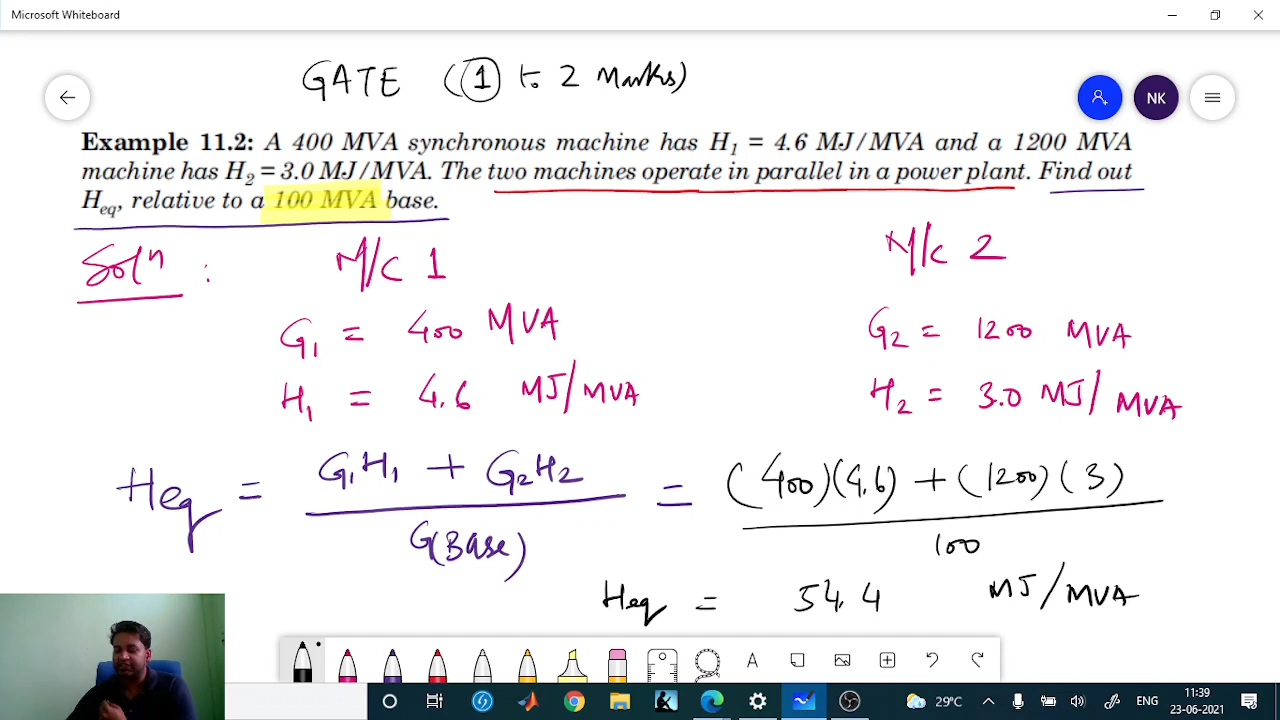 Microsoft Whiteboard
GATE (1 to 2 Marks)
NK
Example 11.2: A 400 MVA synchronous machine has H1 = 4.6 MJ/MVA and a 1200 MVA
machine has H2 = 3.0 MJ/MVA. The two machines operate in parallel in a power plant. Find out
Heq, relative to a 100 MVA base.
Soln : M/C 1 M/C 2
G1 = 400 MVA G2 = 1200 MVA
H1 = 4.6 MJ/MVA H2 = 3.0 MJ/MVA
Heq = G1H1 + G2H2 / G(Base) = (400)(4.6) + (1200)(3) / 100
Heq = 54.4 MJ/MVA
A
29°C ENG 11:39
23-06-2021